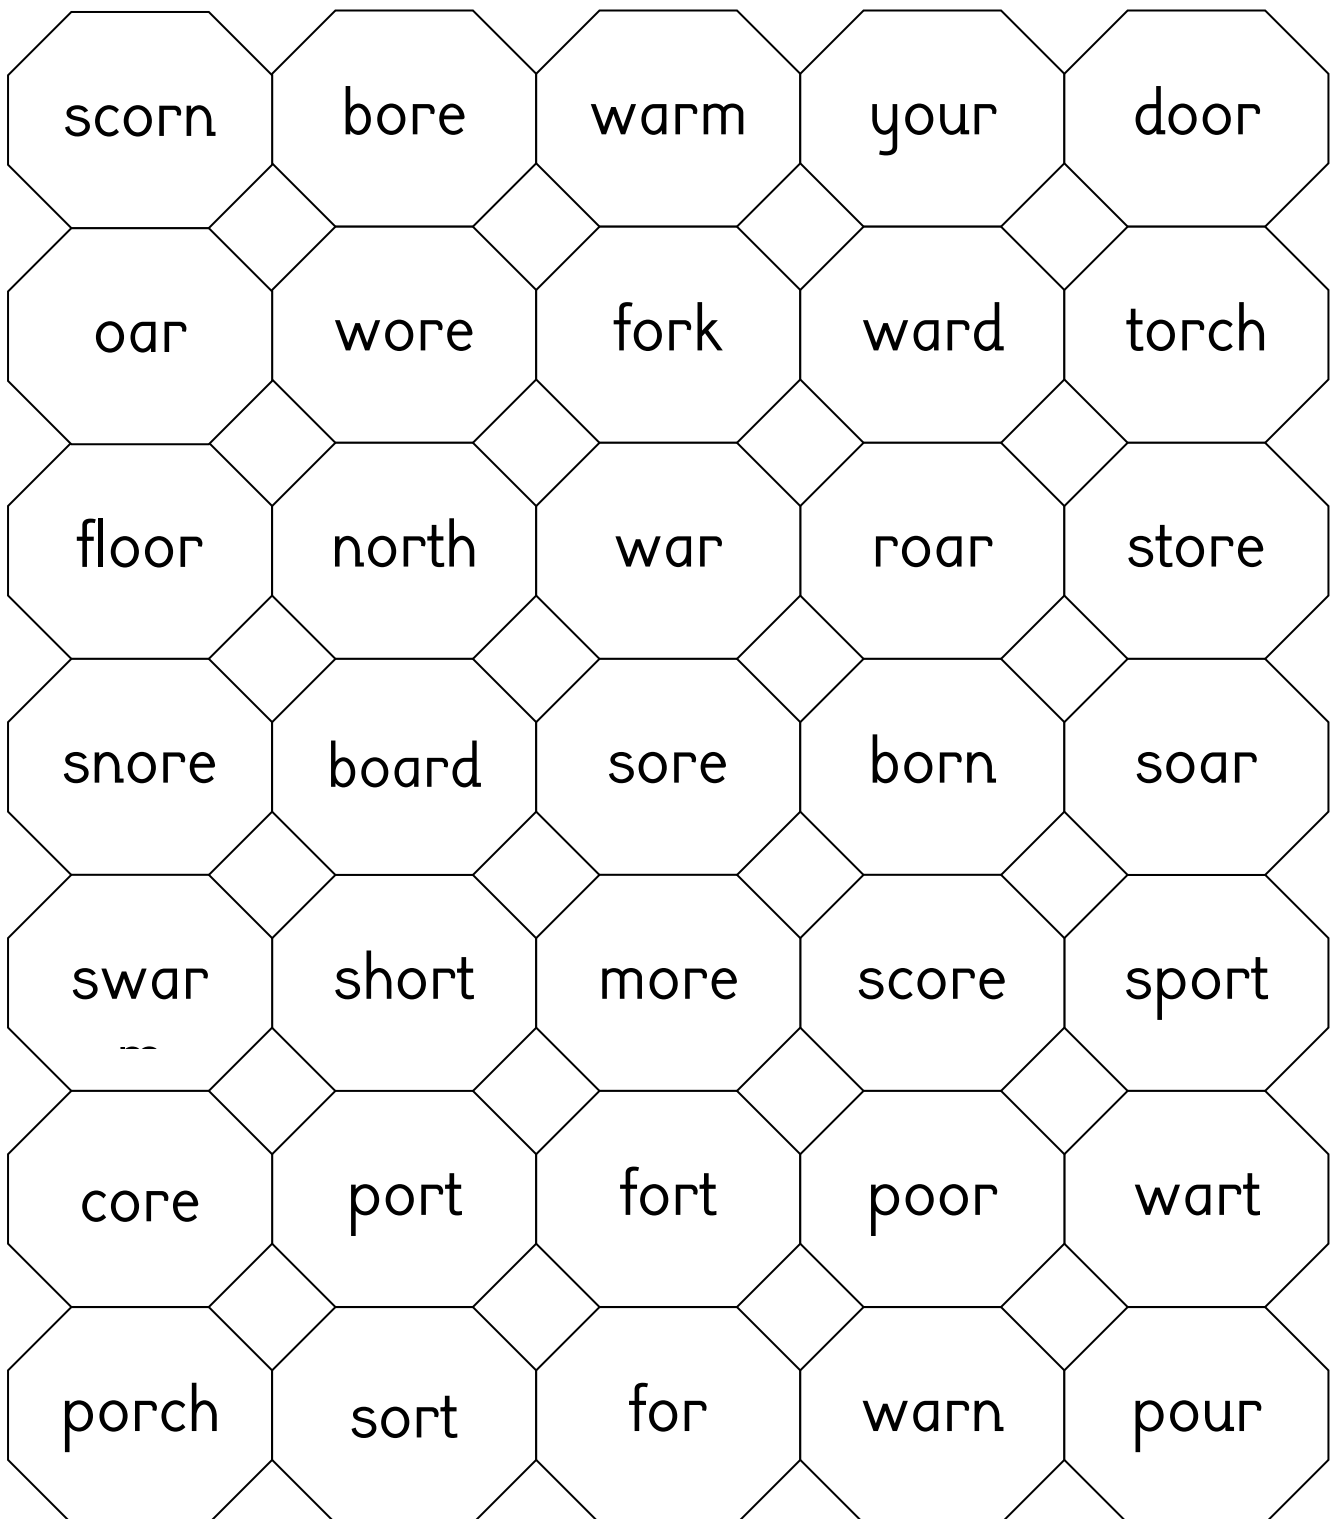 scorn bore warm your door
oar wore fork ward torch
floor north war roar store
snore board sore born soar
swar short more score sport
m
core port fort poor wart
porch sort for warn pour